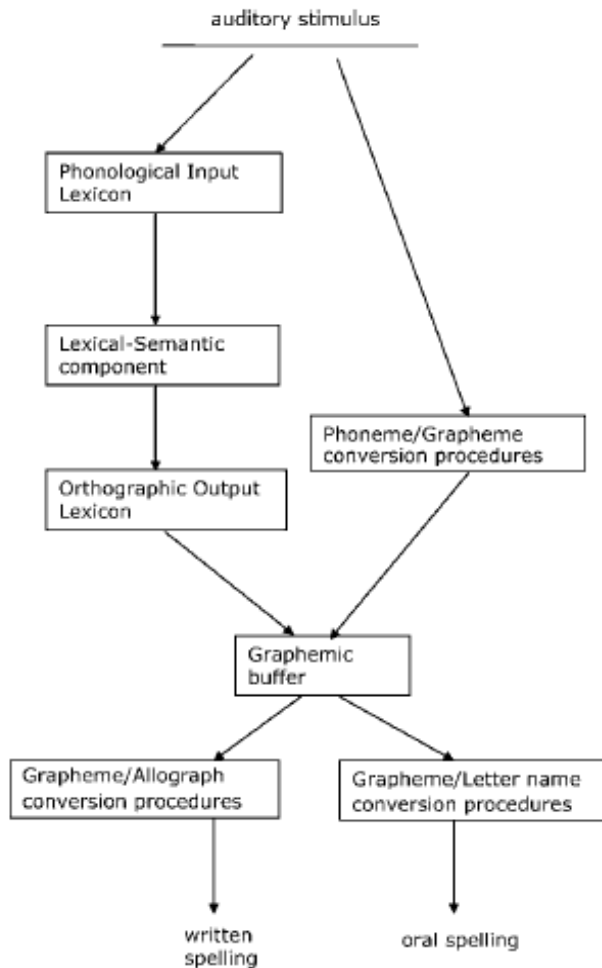 auditory stimulus
Phonological Input
Lexicon
Lexical-Semantic
component
Phoneme/Grapheme
conversion procedures
Orthographic Output
Lexicon
Graphemic
buffer
Grapheme/Allograph
conversion procedures
Grapheme/Letter name
conversion procedures
written
spelling
oral spelling